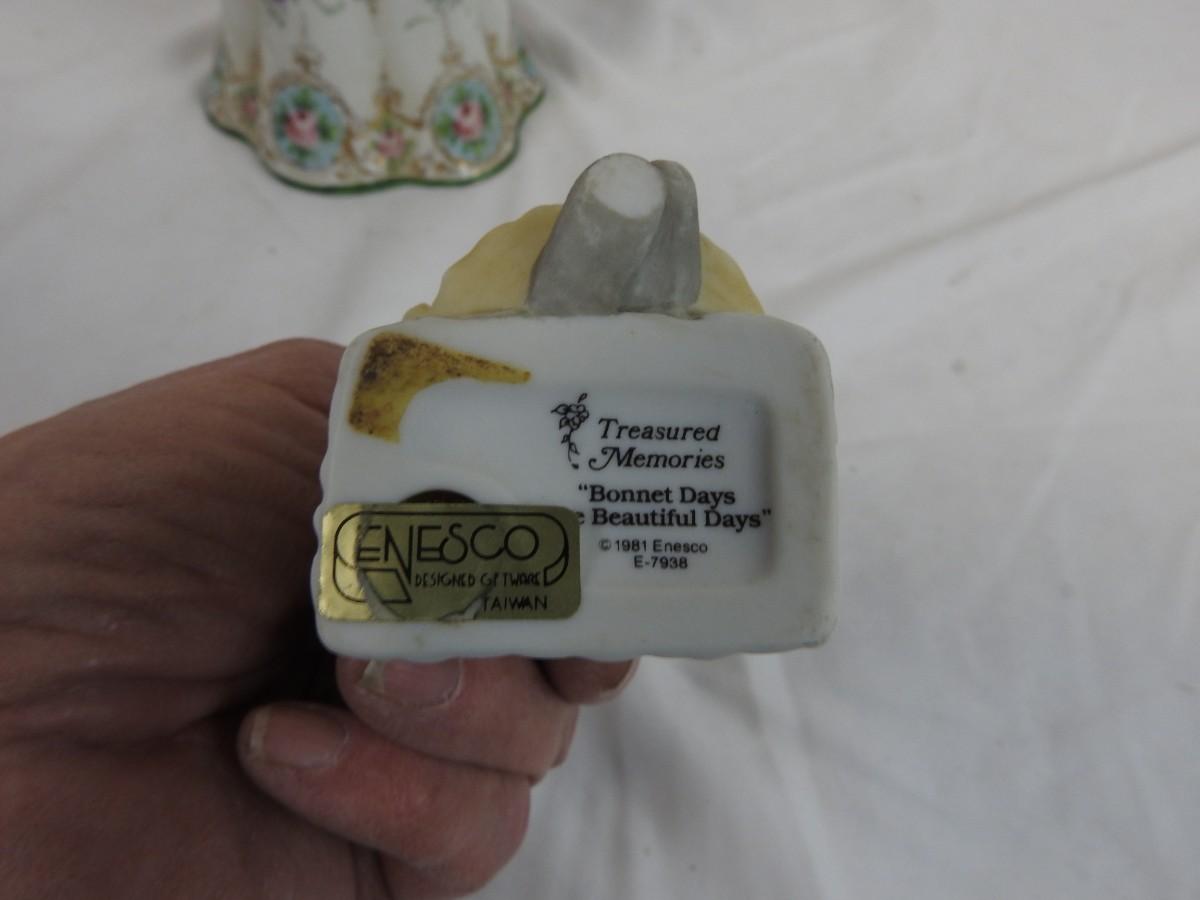 Treasured
Memories
"Bonnet Days
e Beautiful Days"
© 1981 Enesco
E-7938
ENESCO
DESIGNED GIFTWARE
TAIWAN